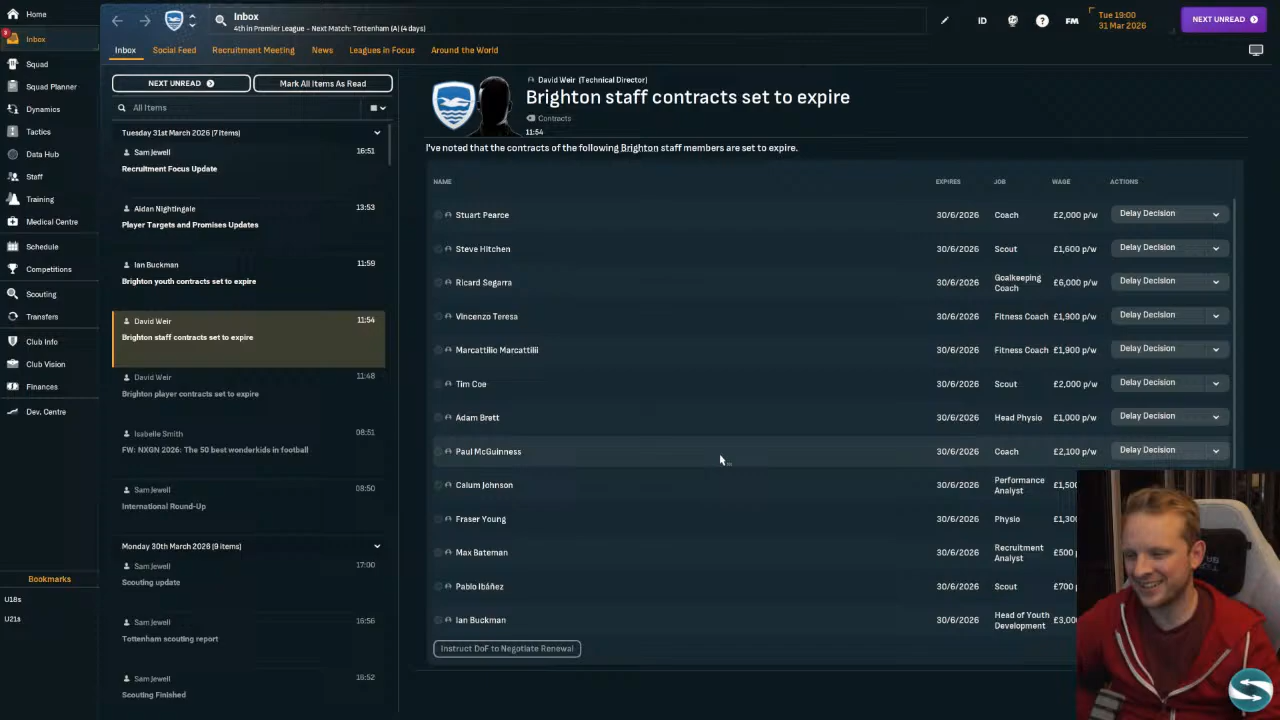 Home
Inbox
4th in Premier League - Next Match: Tottenham (A) (4 days)
ID
FM
Tue 19:00
31 Mar 2026
NEXT UNREAD
3
Inbox
Squad
Squad Planner
Dynamics
Tactics
Data Hub
Staff
Training
Medical Centre
Schedule
Competitions
Scouting
Transfers
Club Info
Club Vision
Finances
Dev. Centre
Bookmarks
U18s
U21s
Inbox Social Feed Recruitment Meeting News Leagues in Focus Around the World
NEXT UNREAD
Mark All Items As Read
All Items
Tuesday 31st March 2026 (7 items)
Sam Jewell 16:51
Recruitment Focus Update
Aidan Nightingale 13:53
Player Targets and Promises Updates
Ian Buckman 11:59
Brighton youth contracts set to expire
David Weir 11:54
Brighton staff contracts set to expire
David Weir 11:48
Brighton player contracts set to expire
Isabelle Smith 08:51
FW: NXGN 2026: The 50 best wonderkids in football
Sam Jewell 08:50
International Round-Up
Monday 30th March 2026 (9 items)
Sam Jewell 17:00
Scouting update
Sam Jewell 16:56
Tottenham scouting report
Sam Jewell 16:52
Scouting Finished
David Weir (Technical Director)
Brighton staff contracts set to expire
Contracts
11:54
I've noted that the contracts of the following Brighton staff members are set to expire.
NAME EXPIRES JOB WAGE ACTIONS
Stuart Pearce 30/6/2026 Coach £2,000 p/w Delay Decision
Steve Hitchen 30/6/2026 Scout £1,600 p/w Delay Decision
Ricard Segarra 30/6/2026 Goalkeeping Coach £6,000 p/w Delay Decision
Vincenzo Teresa 30/6/2026 Fitness Coach £1,900 p/w Delay Decision
Marcattilio Marcattilii 30/6/2026 Fitness Coach £1,900 p/w Delay Decision
Tim Coe 30/6/2026 Scout £2,000 p/w Delay Decision
Adam Brett 30/6/2026 Head Physio £1,000 p/w Delay Decision
Paul McGuinness 30/6/2026 Coach £2,100 p/w Delay Decision
Calum Johnson 30/6/2026 Performance Analyst £1,500
Fraser Young 30/6/2026 Physio £1,300
Max Bateman 30/6/2026 Recruitment Analyst £500 p
Pablo Ibáñez 30/6/2026 Scout £700 p
Ian Buckman 30/6/2026 Head of Youth Development £3,000
Instruct DoF to Negotiate Renewal